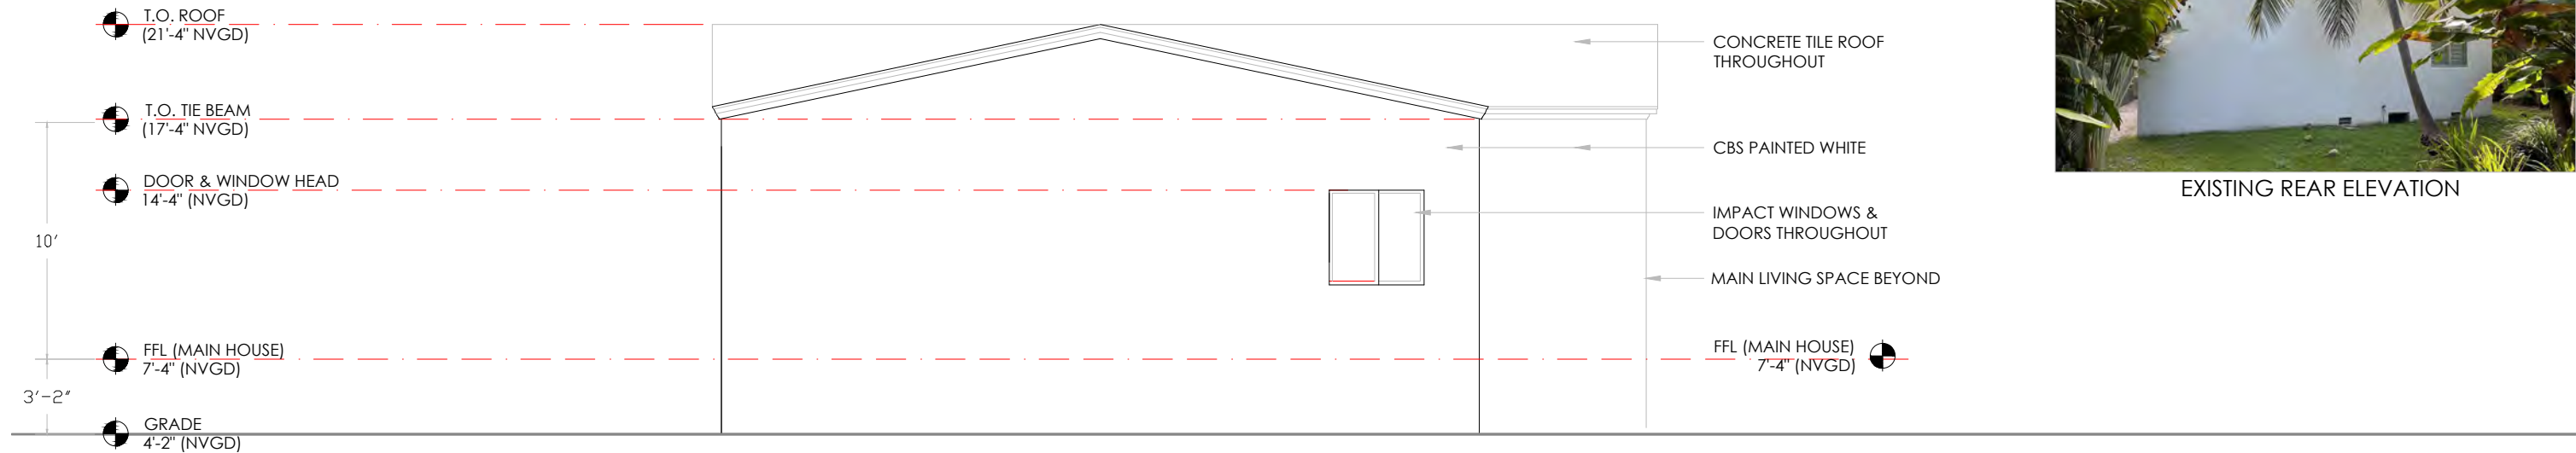 T.O. ROOF
(21'-4" NVGD)
T.O. TIE BEAM
(17'-4" NVGD)
DOOR & WINDOW HEAD
14'-4" (NVGD)
10'
FFL (MAIN HOUSE)
7'-4" (NVGD)
3'-2"
GRADE
4'-2" (NVGD)
CONCRETE TILE ROOF
THROUGHOUT
CBS PAINTED WHITE
IMPACT WINDOWS &
DOORS THROUGHOUT
MAIN LIVING SPACE BEYOND
FFL (MAIN HOUSE)
7'-4" (NVGD)
EXISTING REAR ELEVATION